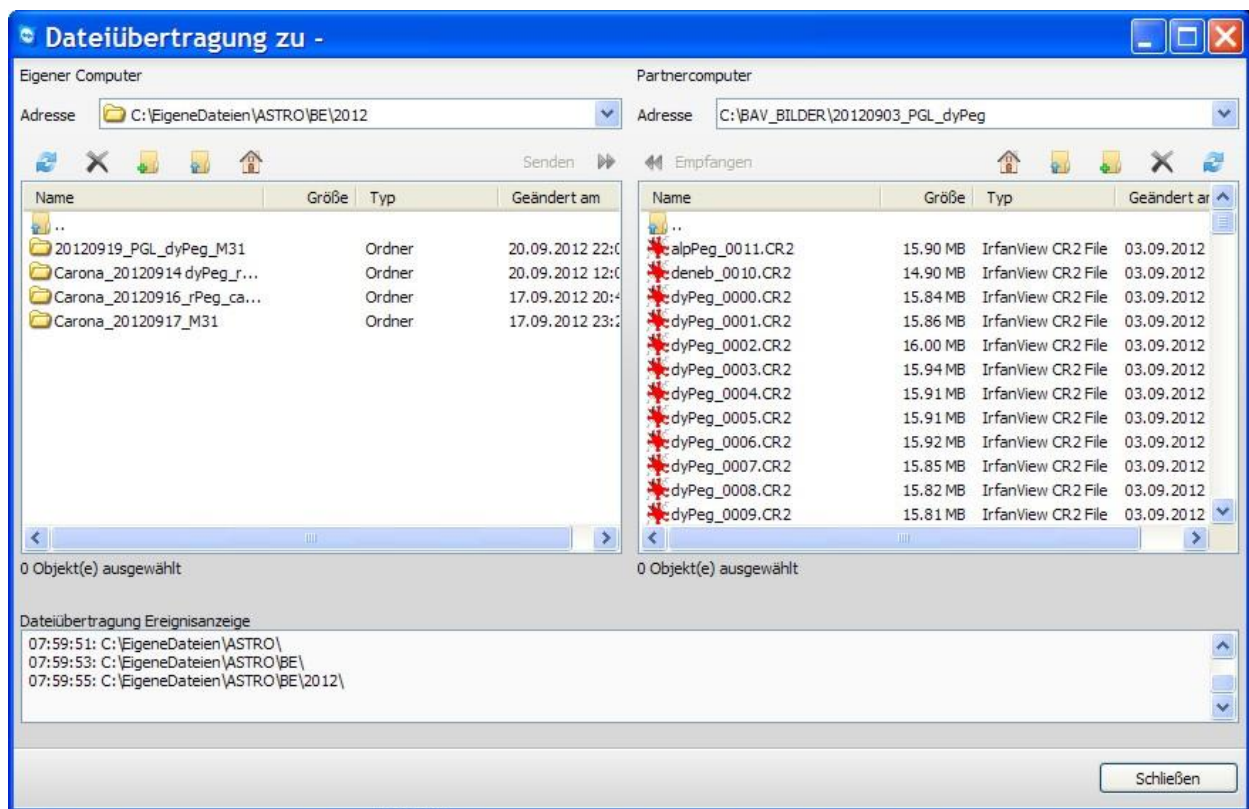 Dateiübertragung zu -
Eigener Computer
Adresse C:\EigeneDateien\ASTRO\BE\2012
Senden
Name Größe Typ Geändert am
..
20120919_PGL_dyPeg_M31 Ordner 20.09.2012 22:0
Carona_20120914 dyPeg_r... Ordner 20.09.2012 12:0
Carona_20120916_rPeg_ca... Ordner 17.09.2012 20:4
Carona_20120917_M31 Ordner 17.09.2012 23:2
0 Objekt(e) ausgewählt
Partnercomputer
Adresse C:\BAV_BILDER\20120903_PGL_dyPeg
Empfangen
Name Größe Typ Geändert ar
..
alpPeg_0011.CR2 15.90 MB IrfanView CR2 File 03.09.2012
deneb_0010.CR2 14.90 MB IrfanView CR2 File 03.09.2012
dyPeg_0000.CR2 15.84 MB IrfanView CR2 File 03.09.2012
dyPeg_0001.CR2 15.86 MB IrfanView CR2 File 03.09.2012
dyPeg_0002.CR2 16.00 MB IrfanView CR2 File 03.09.2012
dyPeg_0003.CR2 15.94 MB IrfanView CR2 File 03.09.2012
dyPeg_0004.CR2 15.91 MB IrfanView CR2 File 03.09.2012
dyPeg_0005.CR2 15.91 MB IrfanView CR2 File 03.09.2012
dyPeg_0006.CR2 15.92 MB IrfanView CR2 File 03.09.2012
dyPeg_0007.CR2 15.85 MB IrfanView CR2 File 03.09.2012
dyPeg_0008.CR2 15.82 MB IrfanView CR2 File 03.09.2012
dyPeg_0009.CR2 15.81 MB IrfanView CR2 File 03.09.2012
0 Objekt(e) ausgewählt
Dateiübertragung Ereignisanzeige
07:59:51: C:\EigeneDateien\ASTRO\
07:59:53: C:\EigeneDateien\ASTRO\BE\
07:59:55: C:\EigeneDateien\ASTRO\BE\2012\
Schließen